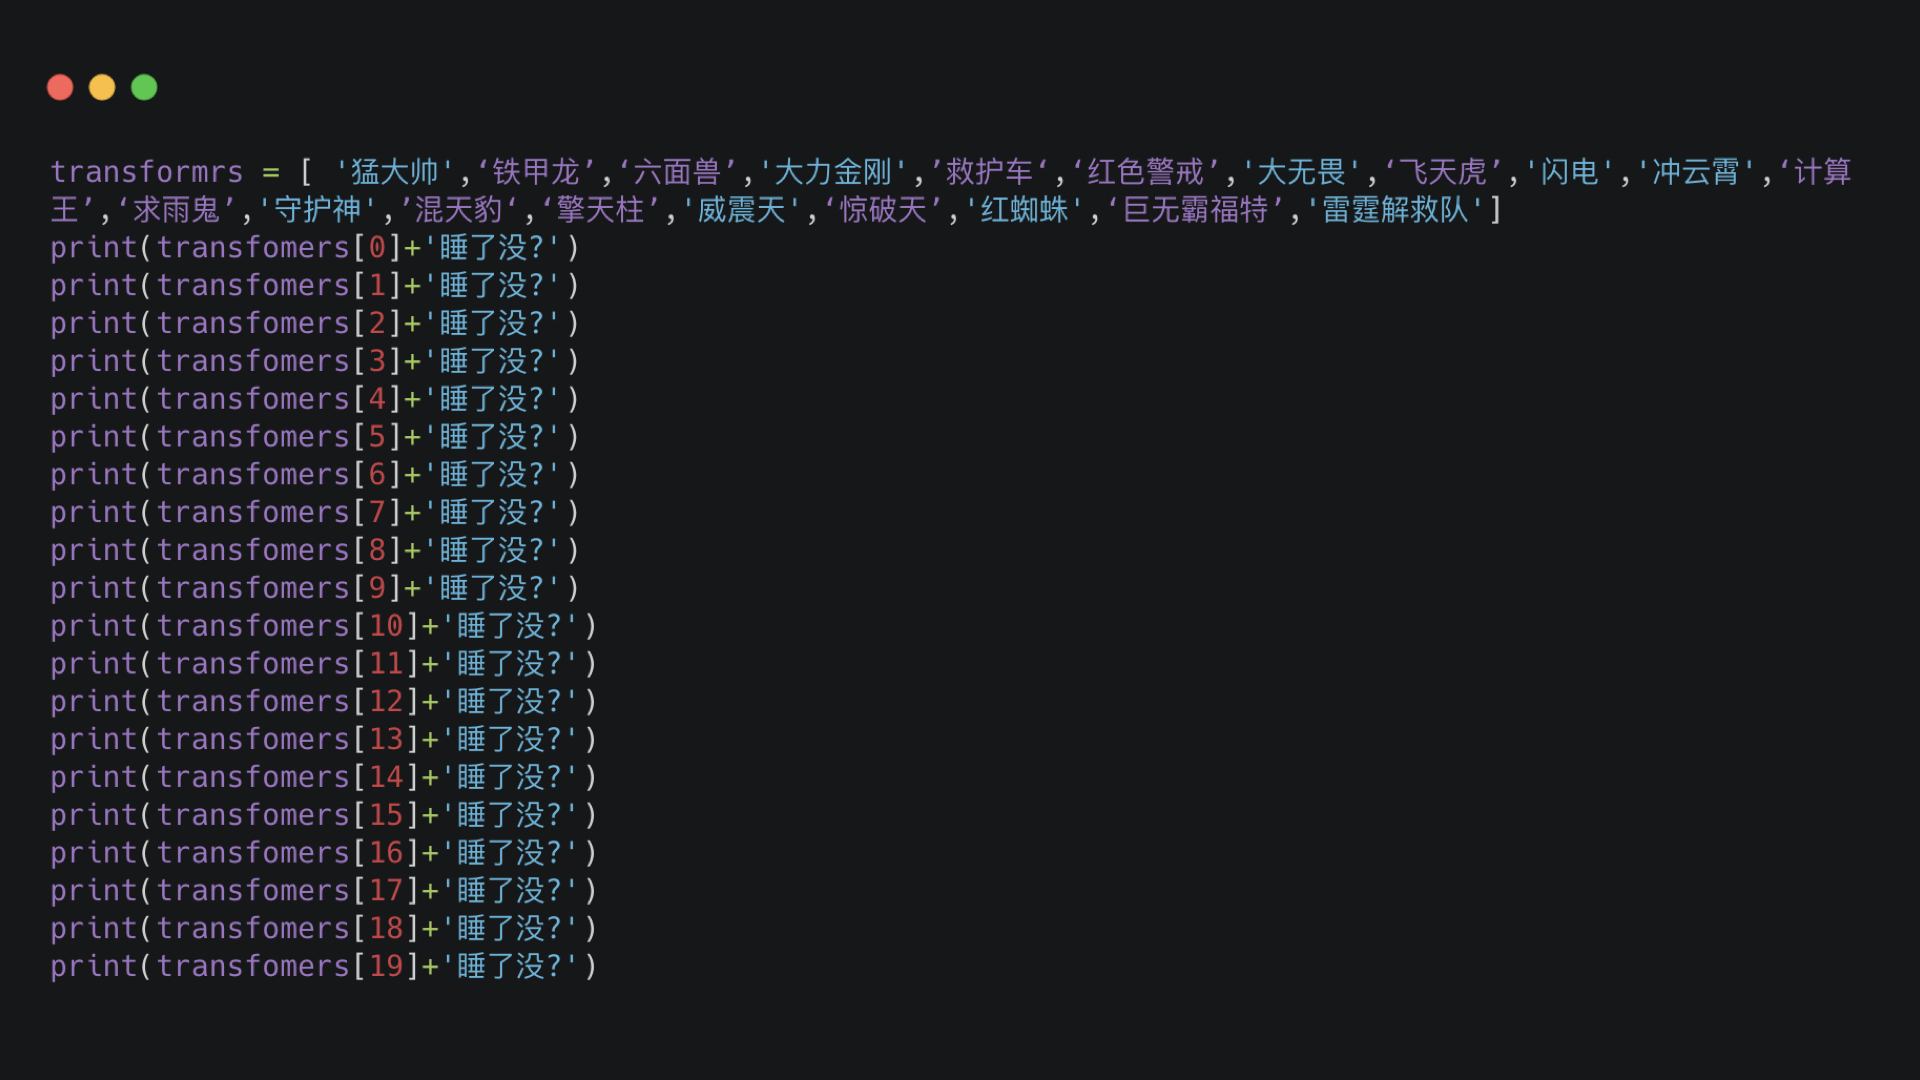 transformrs = [ '猛大帅',‘铁甲龙’,‘六面兽’,'大力金刚',’救护车‘,‘红色警戒’,'大无畏',‘飞天虎’,'闪电','冲云霄',‘计算
王’,‘求雨鬼’,'守护神',’混天豹‘,‘擎天柱’,'威震天',‘惊破天’,'红蜘蛛',‘巨无霸福特’,'雷霆解救队']
print(transfomers[0]+'睡了没?')
print(transfomers[1]+'睡了没?')
print(transfomers[2]+'睡了没?')
print(transfomers[3]+'睡了没?')
print(transfomers[4]+'睡了没?')
print(transfomers[5]+'睡了没?')
print(transfomers[6]+'睡了没?')
print(transfomers[7]+'睡了没?')
print(transfomers[8]+'睡了没?')
print(transfomers[9]+'睡了没?')
print(transfomers[10]+'睡了没?')
print(transfomers[11]+'睡了没?')
print(transfomers[12]+'睡了没?')
print(transfomers[13]+'睡了没?')
print(transfomers[14]+'睡了没?')
print(transfomers[15]+'睡了没?')
print(transfomers[16]+'睡了没?')
print(transfomers[17]+'睡了没?')
print(transfomers[18]+'睡了没?')
print(transfomers[19]+'睡了没?')